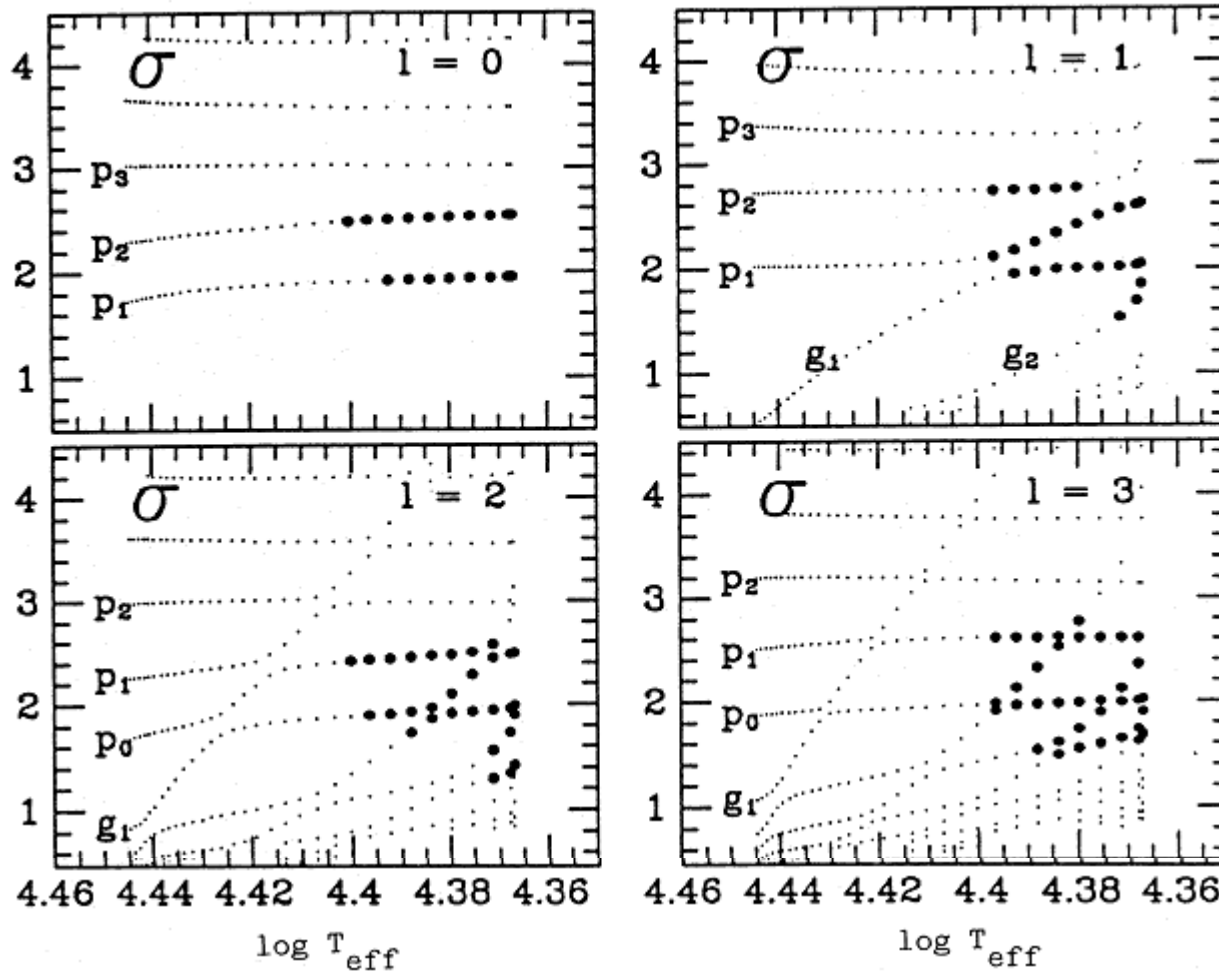 σ l = 0
4
3
2
1
p₃
p₂
p₁
σ l = 1
4
3
2
1
p₃
p₂
p₁
g₁
g₂
σ l = 2
4
3
2
1
p₂
p₁
p₀
g₁
4.46 4.44 4.42 4.4 4.38 4.36
log T_eff
σ l = 3
4
3
2
1
p₂
p₁
p₀
g₁
4.46 4.44 4.42 4.4 4.38 4.36
log T_eff